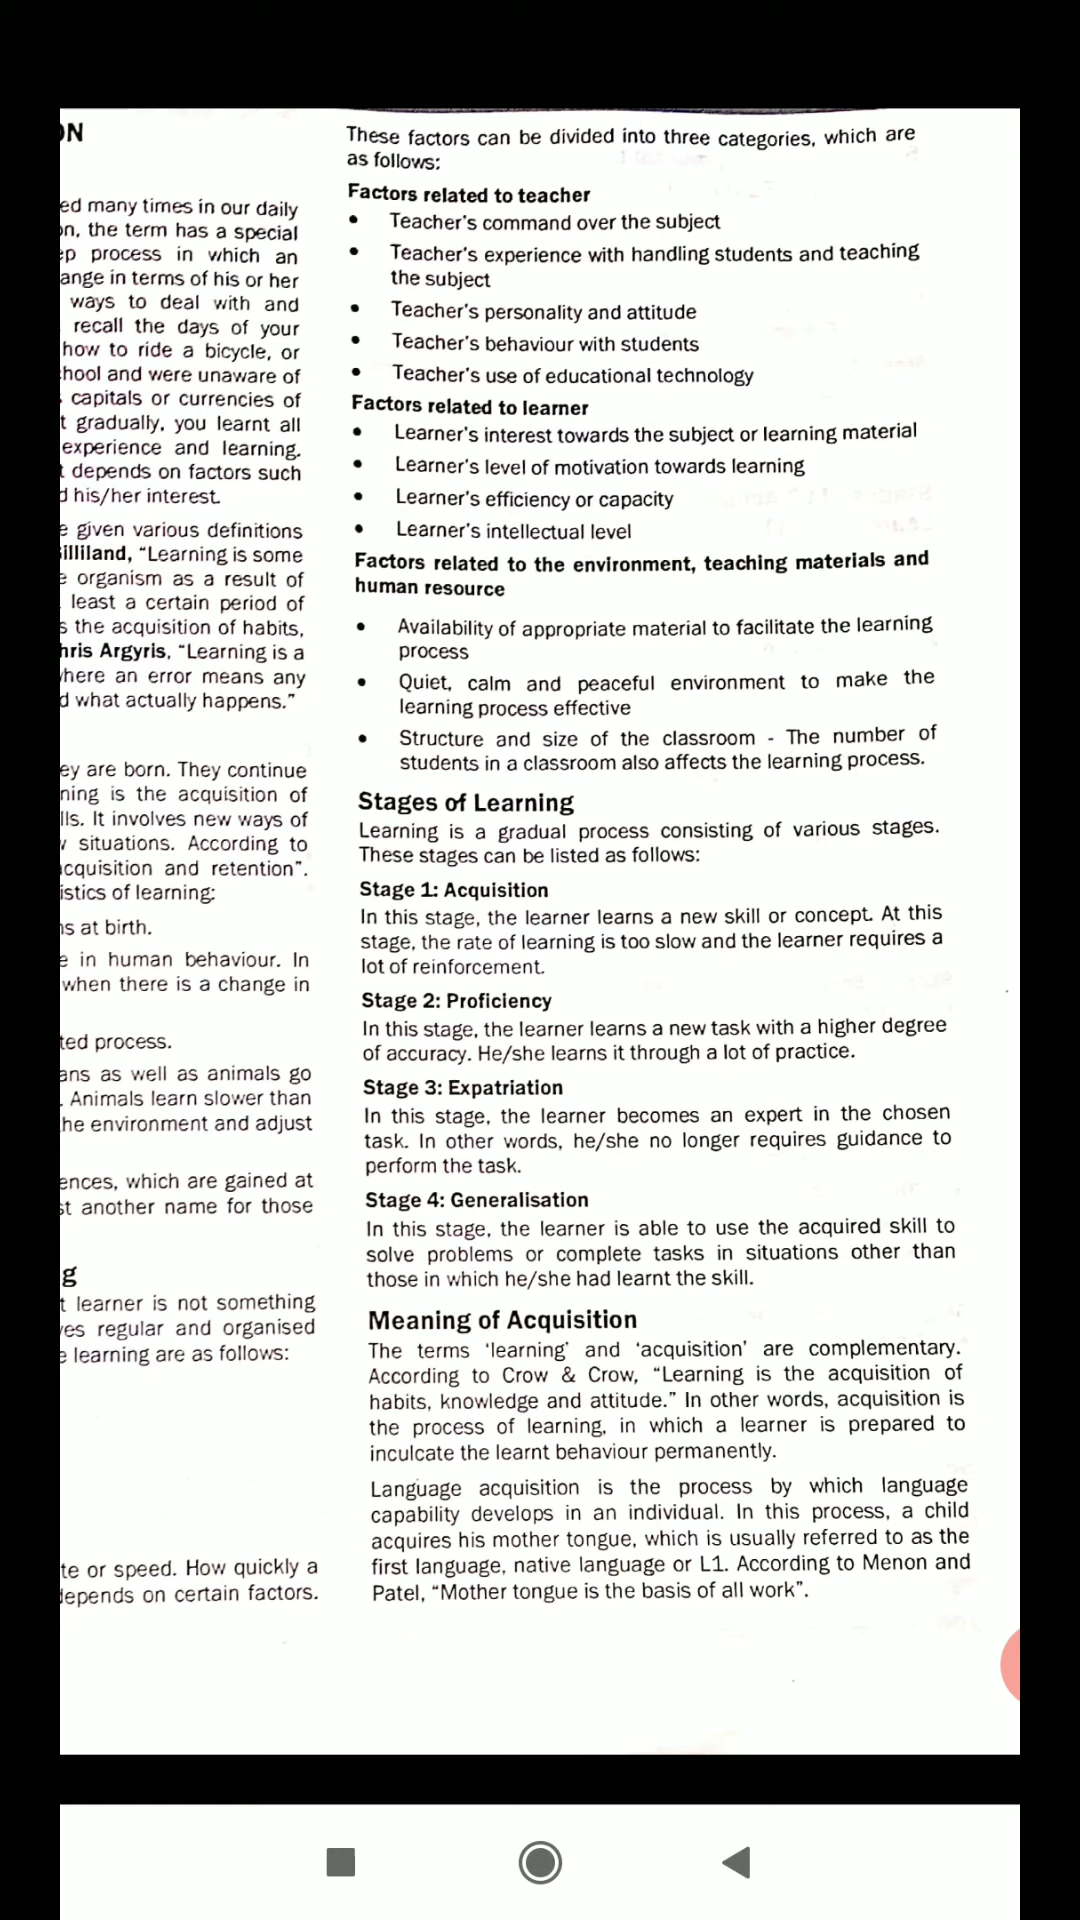 ON
ed many times in our daily
on, the term has a special
ep process in which an
ange in terms of his or her
ways to deal with and
recall the days of your
how to ride a bicycle, or
hool and were unaware of
capitals or currencies of
t gradually, you learnt all
experience and learning.
t depends on factors such
d his/her interest.
e given various definitions
illiland, “Learning is some
e organism as a result of
least a certain period of
s the acquisition of habits,
hris Argyris, “Learning is a
where an error means any
d what actually happens.”
ey are born. They continue
ning is the acquisition of
lls. It involves new ways of
v situations. According to
acquisition and retention”.
istics of learning:
ns at birth.
e in human behaviour. In
when there is a change in
ted process.
ans as well as animals go
. Animals learn slower than
he environment and adjust
ences, which are gained at
st another name for those
g
t learner is not something
ves regular and organised
e learning are as follows:
te or speed. How quickly a
depends on certain factors.
These factors can be divided into three categories, which are
as follows:
Factors related to teacher
• Teacher's command over the subject
• Teacher's experience with handling students and teaching
the subject
• Teacher's personality and attitude
• Teacher's behaviour with students
• Teacher's use of educational technology
Factors related to learner
• Learner's interest towards the subject or learning material
• Learner's level of motivation towards learning
• Learner's efficiency or capacity
• Learner's intellectual level
Factors related to the environment, teaching materials and
human resource
• Availability of appropriate material to facilitate the learning
process
• Quiet, calm and peaceful environment to make the
learning process effective
• Structure and size of the classroom - The number of
students in a classroom also affects the learning process.
Stages of Learning
Learning is a gradual process consisting of various stages.
These stages can be listed as follows:
Stage 1: Acquisition
In this stage, the learner learns a new skill or concept. At this
stage, the rate of learning is too slow and the learner requires a
lot of reinforcement.
Stage 2: Proficiency
In this stage, the learner learns a new task with a higher degree
of accuracy. He/she learns it through a lot of practice.
Stage 3: Expatriation
In this stage, the learner becomes an expert in the chosen
task. In other words, he/she no longer requires guidance to
perform the task.
Stage 4: Generalisation
In this stage, the learner is able to use the acquired skill to
solve problems or complete tasks in situations other than
those in which he/she had learnt the skill.
Meaning of Acquisition
The terms ‘learning’ and ‘acquisition’ are complementary.
According to Crow & Crow, “Learning is the acquisition of
habits, knowledge and attitude.” In other words, acquisition is
the process of learning, in which a learner is prepared to
inculcate the learnt behaviour permanently.
Language acquisition is the process by which language
capability develops in an individual. In this process, a child
acquires his mother tongue, which is usually referred to as the
first language, native language or L1. According to Menon and
Patel, “Mother tongue is the basis of all work”.